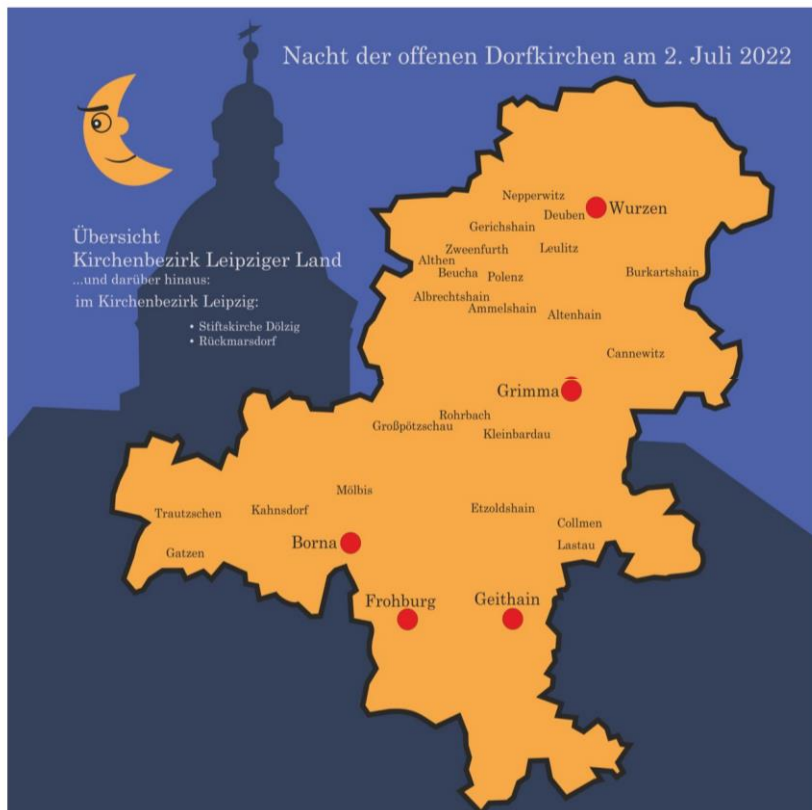 Nacht der offenen Dorfkirchen am 2. Juli 2022
Übersicht
Kirchenbezirk Leipziger Land
...und darüber hinaus:
im Kirchenbezirk Leipzig:
• Stiftskirche Dölzig
• Rückmarsdorf
Nepperwitz
Deuben
Wurzen
Gerichshain
Zweenfurth
Leulitz
Althen
Beucha
Polenz
Burkartshain
Albrechtshain
Ammelshain
Altenhain
Cannewitz
Grimma
Rohrbach
Großpötzschau
Kleinbardau
Mölbis
Trautzschen
Kahnsdorf
Etzoldshain
Collmen
Borna
Lastau
Gatzen
Frohburg
Geithain